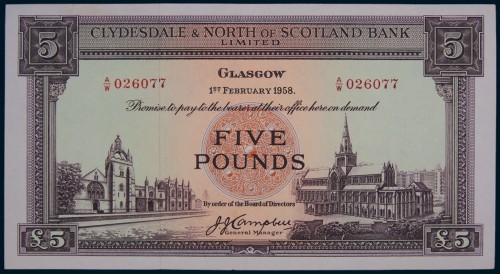 5 CLYDESDALE & NORTH OF SCOTLAND BANK 5
LIMITED
GLASGOW
A/W 026077 A/W 026077
1ST FEBRUARY 1958.
Promise to pay to the bearer at their office here on demand
FIVE
POUNDS
By order of the Board of Directors
J.J. Campbell
General Manager
£5 £5